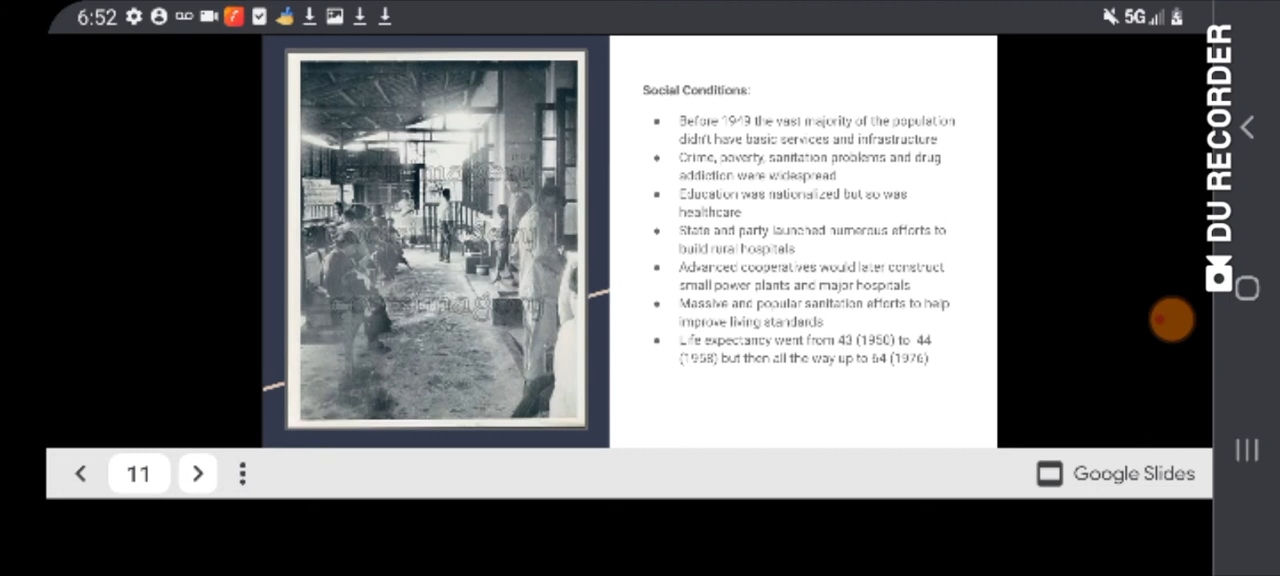 6:52
5G
DU RECORDER
Social Conditions:
Before 1949 the vast majority of the population
didn't have basic services and infrastructure
Crime, poverty, sanitation problems and drug
addiction were widespread
Education was nationalized but so was
healthcare
State and party launched numerous efforts to
build rural hospitals
Advanced cooperatives would later construct
small power plants and major hospitals
Massive and popular sanitation efforts to help
improve living standards
Life expectancy went from 43 (1950) to 44
(1958) but then all the way up to 64 (1976)
11
Google Slides